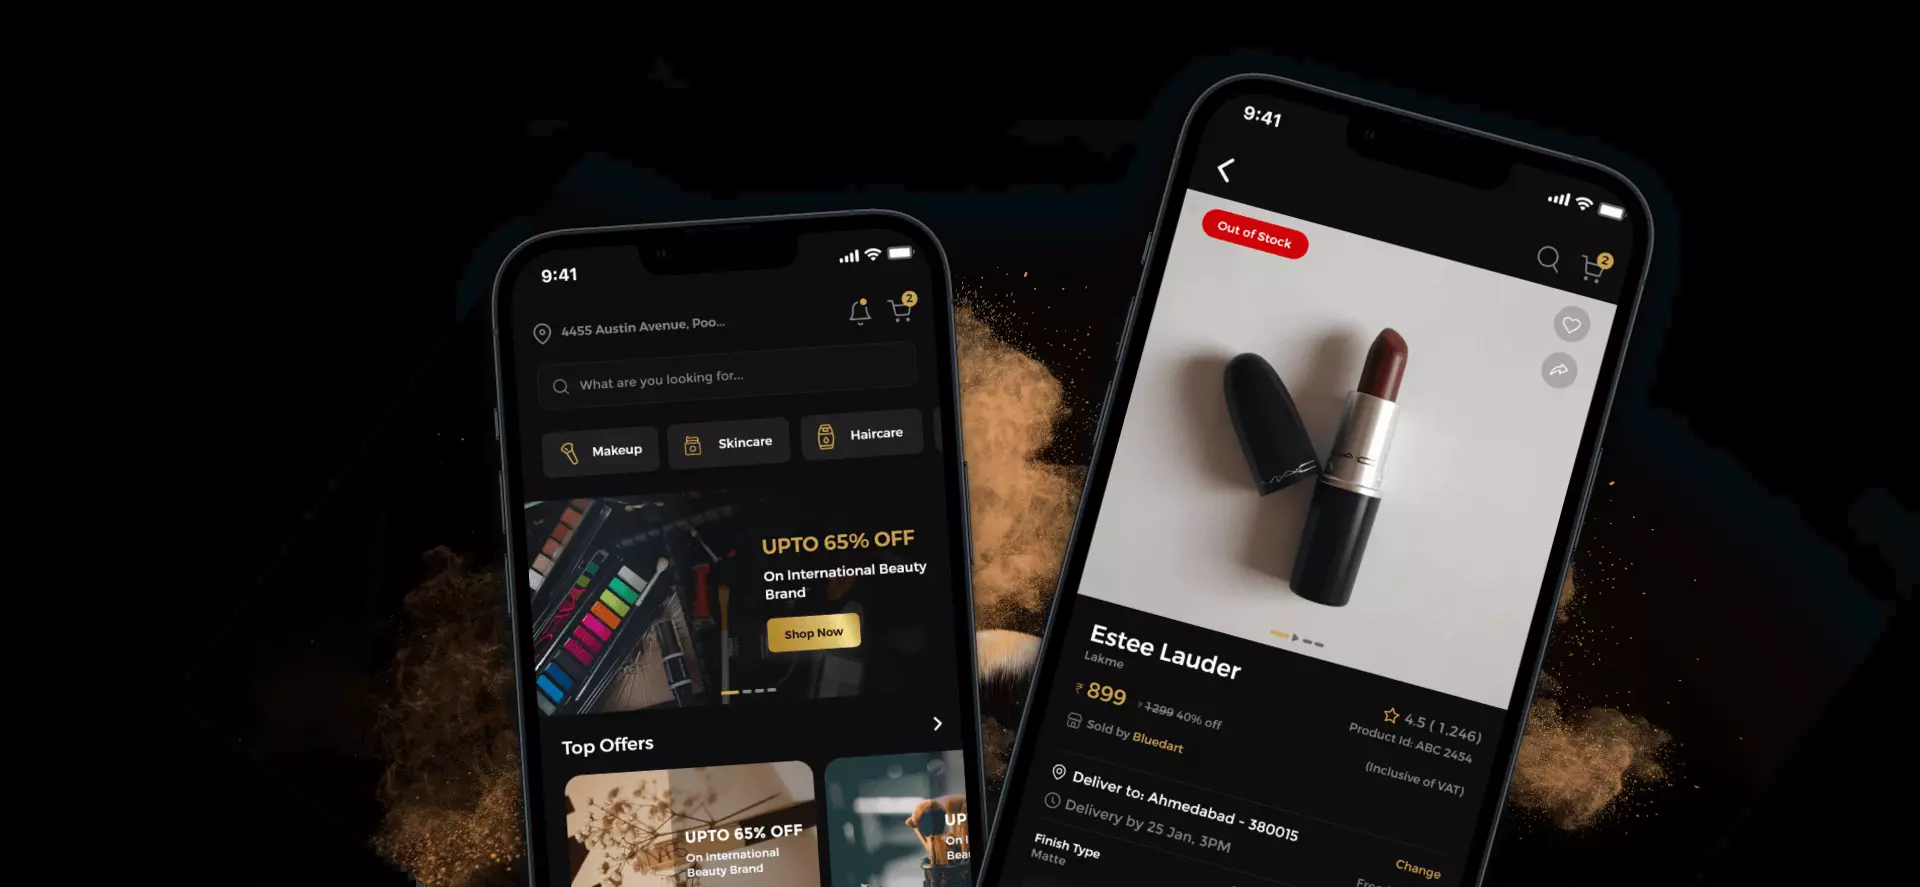 9:41
4455 Austin Avenue, Poo...
2
What are you looking for...
Makeup
Skincare
Haircare
UPTO 65% OFF
On International Beauty
Brand
Shop Now
Top Offers
UPTO 65% OFF
On International
Beauty Brand
UP
On I
Beau
9:41
2
Out of Stock
MAC
MAC
Estee Lauder
Lakme
₹ 899
₹ 1299 40% off
4.5 ( 1,246)
Product Id: ABC 2454
Sold by Bluedart
(Inclusive of VAT)
Deliver to: Ahmedabad - 380015
Delivery by 25 Jan, 3PM
Change
Finish Type
Matte